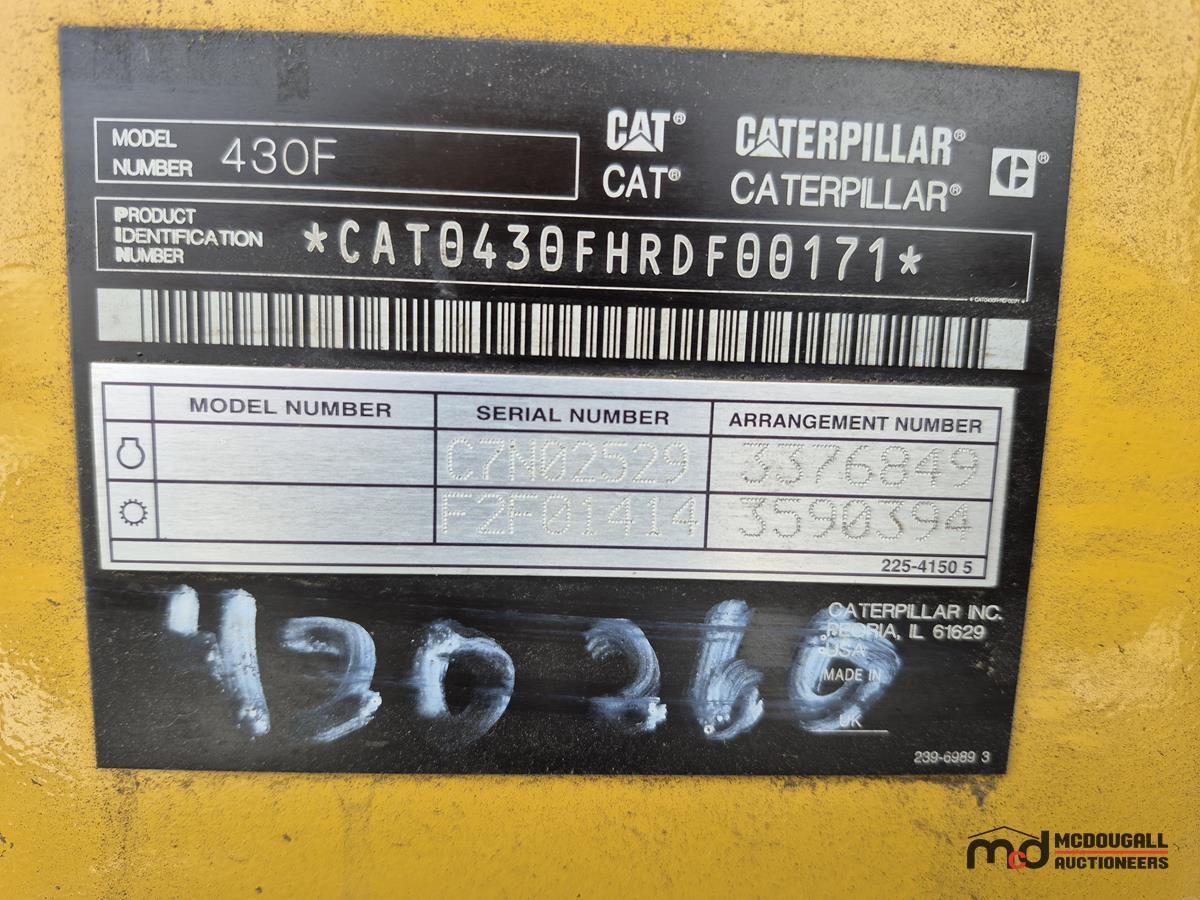 MODEL NUMBER 430F
CAT® CATERPILLAR®
CAT® CATERPILLAR®
PRODUCT
IDENTIFICATION
NUMBER
*CAT0430FHRDF00171*
MODEL NUMBER SERIAL NUMBER ARRANGEMENT NUMBER
C7N02529 3376849
F2F01414 3590394
225-4150 5
430 260
CATERPILLAR INC.
PEORIA, IL 61629
USA
MADE IN
UK
239-6989 3
mcd MCDOUGALL
AUCTIONEERS